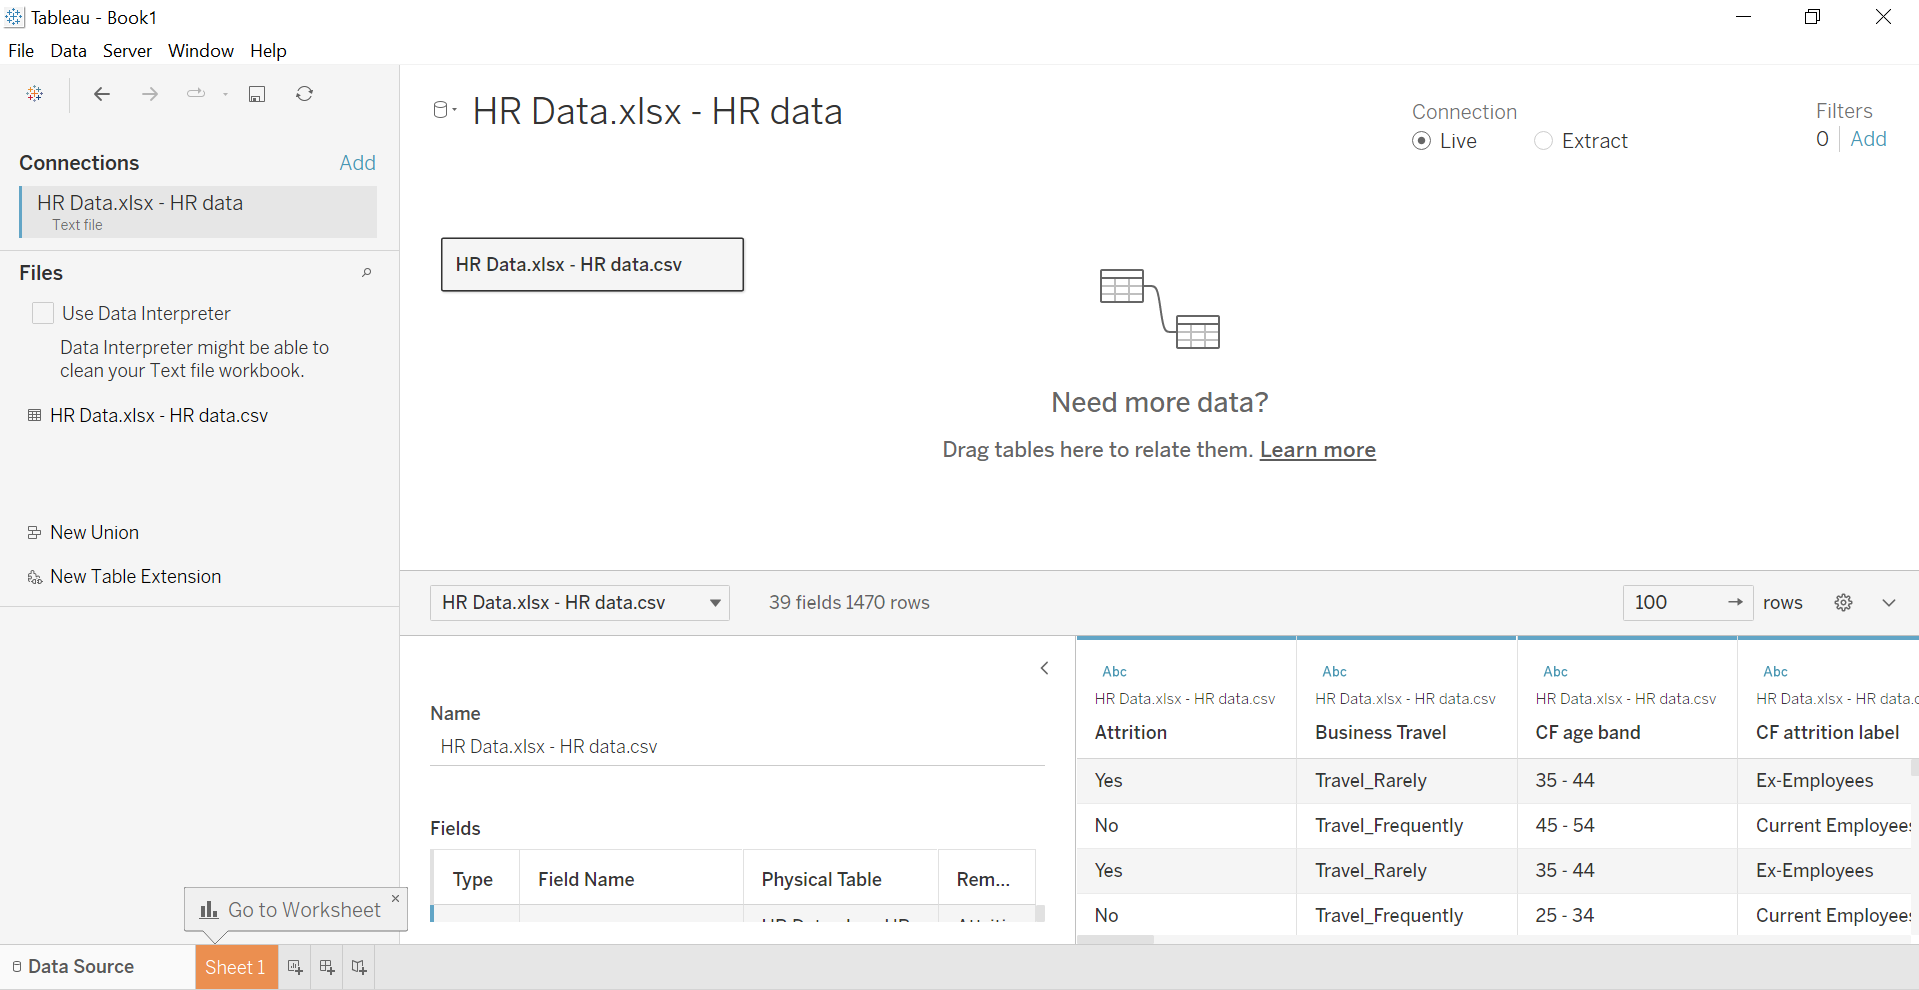 Tableau - Book1
File Data Server Window Help
Connections Add
HR Data.xlsx - HR data
Text file
Files
Use Data Interpreter
Data Interpreter might be able to
clean your Text file workbook.
HR Data.xlsx - HR data.csv
New Union
New Table Extension
HR Data.xlsx - HR data
Connection
Live Extract
Filters
0 Add
HR Data.xlsx - HR data.csv
Need more data?
Drag tables here to relate them. Learn more
HR Data.xlsx - HR data.csv 39 fields 1470 rows 100 rows
Name
HR Data.xlsx - HR data.csv
Fields
Type Field Name Physical Table Rem...
Abc Abc Abc Abc
HR Data.xlsx - HR data.csv HR Data.xlsx - HR data.csv HR Data.xlsx - HR data.csv HR Data.xlsx - HR data.c
Attrition Business Travel CF age band CF attrition label
Yes Travel_Rarely 35 - 44 Ex-Employees
No Travel_Frequently 45 - 54 Current Employees
Yes Travel_Rarely 35 - 44 Ex-Employees
No Travel_Frequently 25 - 34 Current Employees
Go to Worksheet
Data Source Sheet 1